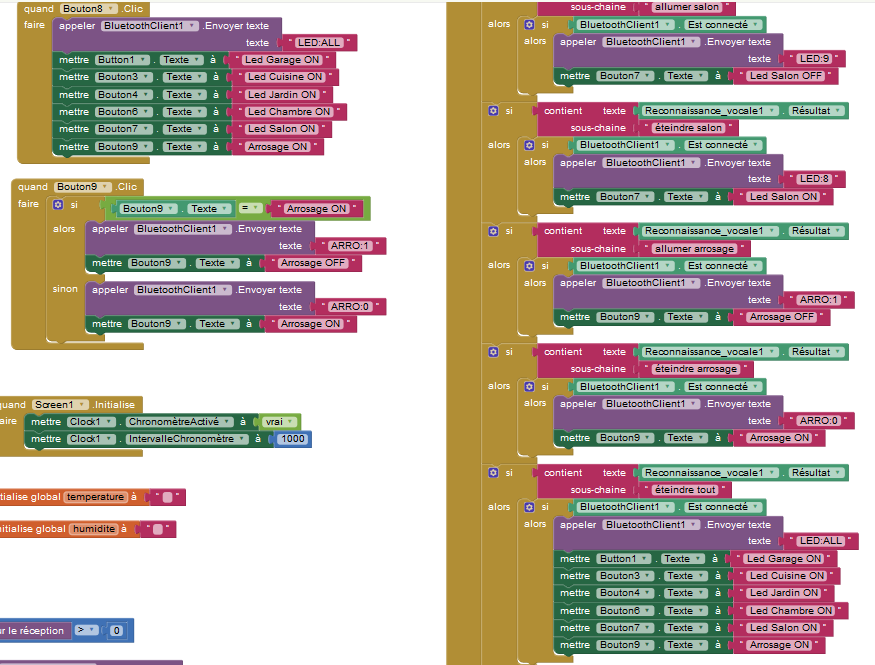 quand Bouton8 .Clic
faire appeler BluetoothClient1 .Envoyer texte
texte " LED:ALL "
mettre Button1 . Texte à " Led Garage ON "
mettre Bouton3 . Texte à " Led Cuisine ON "
mettre Bouton4 . Texte à " Led Jardin ON "
mettre Bouton6 . Texte à " Led Chambre ON "
mettre Bouton7 . Texte à " Led Salon ON "
mettre Bouton9 . Texte à " Arrosage ON "
quand Bouton9 .Clic
faire si Bouton9 . Texte = " Arrosage ON "
alors appeler BluetoothClient1 .Envoyer texte
texte " ARRO:1 "
mettre Bouton9 . Texte à " Arrosage OFF "
sinon appeler BluetoothClient1 .Envoyer texte
texte " ARRO:0 "
mettre Bouton9 . Texte à " Arrosage ON "
quand Screen1 .Initialise
faire mettre Clock1 . ChronomètreActivé à vrai
mettre Clock1 . IntervalleChronomètre à 1000
itialise global temperature à " "
nitialise global humidite à " "
ur le réception > 0
sous-chaine " allumer salon "
alors si BluetoothClient1 . Est connecté
alors appeler BluetoothClient1 .Envoyer texte
texte " LED:9 "
mettre Bouton7 . Texte à " Led Salon OFF "
si contient texte Reconnaissance_vocale1 . Résultat
sous-chaine " éteindre salon "
alors si BluetoothClient1 . Est connecté
alors appeler BluetoothClient1 .Envoyer texte
texte " LED:8 "
mettre Bouton7 . Texte à " Led Salon ON "
si contient texte Reconnaissance_vocale1 . Résultat
sous-chaine " allumer arrosage "
alors si BluetoothClient1 . Est connecté
alors appeler BluetoothClient1 .Envoyer texte
texte " ARRO:1 "
mettre Bouton9 . Texte à " Arrosage OFF "
si contient texte Reconnaissance_vocale1 . Résultat
sous-chaine " éteindre arrosage "
alors si BluetoothClient1 . Est connecté
alors appeler BluetoothClient1 .Envoyer texte
texte " ARRO:0 "
mettre Bouton9 . Texte à " Arrosage ON "
si contient texte Reconnaissance_vocale1 . Résultat
sous-chaine " éteindre tout "
alors si BluetoothClient1 . Est connecté
alors appeler BluetoothClient1 .Envoyer texte
texte " LED:ALL "
mettre Button1 . Texte à " Led Garage ON "
mettre Bouton3 . Texte à " Led Cuisine ON "
mettre Bouton4 . Texte à " Led Jardin ON "
mettre Bouton6 . Texte à " Led Chambre ON "
mettre Bouton7 . Texte à " Led Salon ON "
mettre Bouton9 . Texte à " Arrosage ON "